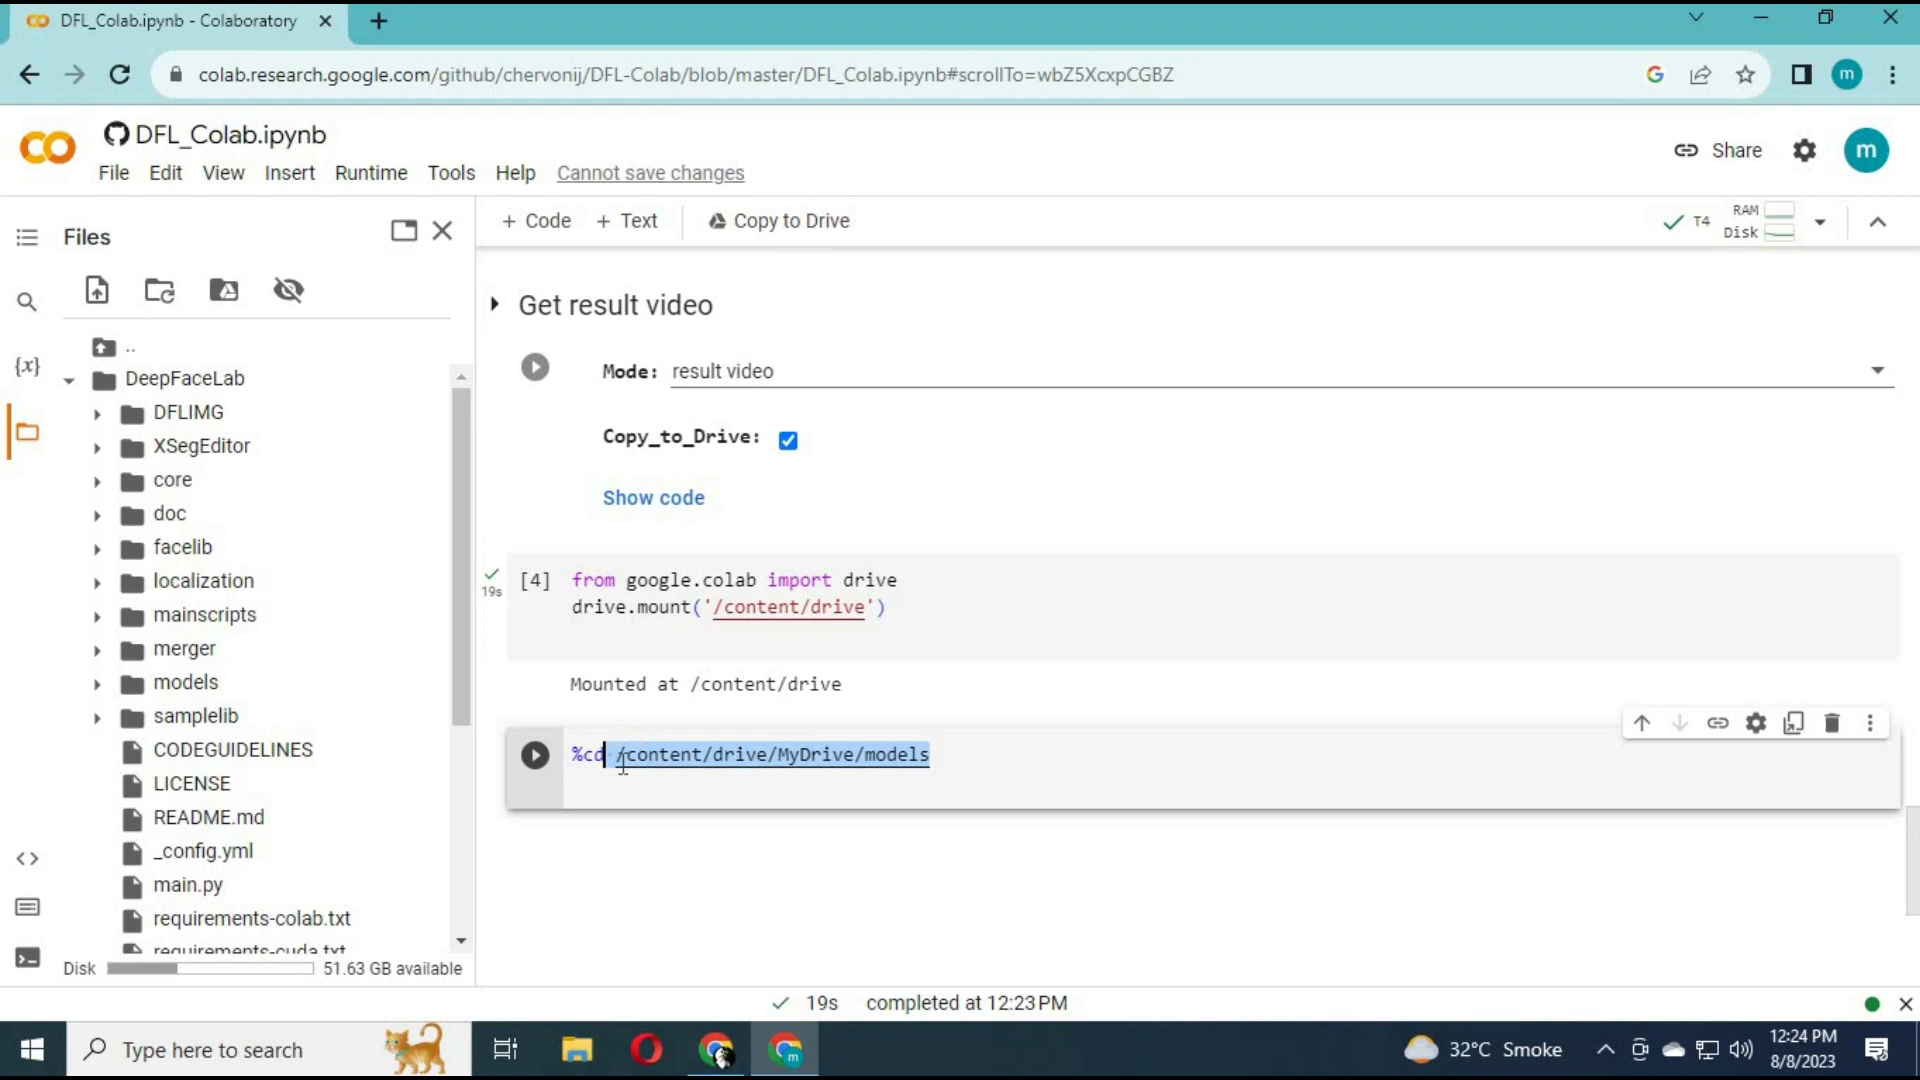 DFL_Colab.ipynb - Colaboratory
colab.research.google.com/github/chervonij/DFL-Colab/blob/master/DFL_Colab.ipynb#scrollTo=wbZ5XcxpCGBZ
m
DFL_Colab.ipynb
File Edit View Insert Runtime Tools Help Cannot save changes
Share
m
Files
+ Code + Text Copy to Drive
T4 RAM
Disk
{x}
..
DeepFaceLab
DFLIMG
XSegEditor
core
doc
facelib
localization
mainscripts
merger
models
samplelib
CODEGUIDELINES
LICENSE
README.md
_config.yml
main.py
requirements-colab.txt
requirements-cuda.txt
Disk 51.63 GB available
Get result video
Mode: result video
Copy_to_Drive:
Show code
19s
[4] from google.colab import drive
drive.mount('/content/drive')
Mounted at /content/drive
%cd /content/drive/MyDrive/models
19s completed at 12:23 PM
Type here to search
m
32°C Smoke
12:24 PM
8/8/2023